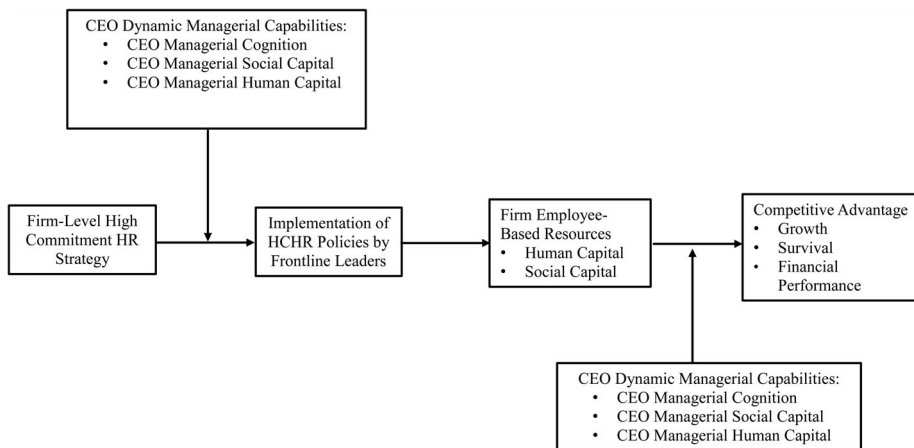 CEO Dynamic Managerial Capabilities:
• CEO Managerial Cognition
• CEO Managerial Social Capital
• CEO Managerial Human Capital
Firm-Level High
Commitment HR
Strategy
Implementation of
HCHR Policies by
Frontline Leaders
Firm Employee-
Based Resources
• Human Capital
• Social Capital
Competitive Advantage
• Growth
• Survival
• Financial
Performance
CEO Dynamic Managerial Capabilities:
• CEO Managerial Cognition
• CEO Managerial Social Capital
• CEO Managerial Human Capital